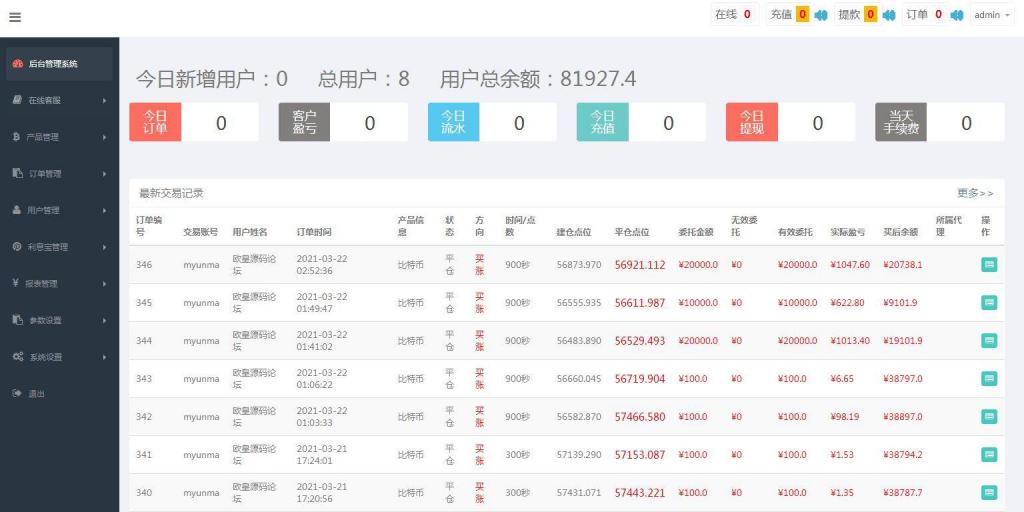 在线 0 充值 0 提款 0 订单 0 admin
后台管理系统
在线客服
产品管理
订单管理
用户管理
利息宝管理
报表管理
参数设置
系统设置
退出
今日新增用户：0 总用户：8 用户总余额：81927.4
今日订单 0
客户盈亏 0
今日流水 0
今日充值 0
今日提现 0
当天手续费 0
最新交易记录 更多>>
订单编号 交易账号 用户姓名 订单时间 产品信息 状态 方向 时间/点数 建仓点位 平仓点位 委托金额 无效委托 有效委托 实际盈亏 买后余额 所属代理 操作
346 myunma 欧皇源码论坛 2021-03-22 02:52:36 比特币 平仓 买涨 900秒 56873.970 56921.112 ¥20000.0 ¥0 ¥20000.0 ¥1047.60 ¥20738.1
345 myunma 欧皇源码论坛 2021-03-22 01:49:47 比特币 平仓 买涨 900秒 56555.935 56611.987 ¥10000.0 ¥0 ¥10000.0 ¥622.80 ¥9101.9
344 myunma 欧皇源码论坛 2021-03-22 01:41:02 比特币 平仓 买涨 900秒 56483.890 56529.493 ¥20000.0 ¥0 ¥20000.0 ¥1013.40 ¥19101.9
343 myunma 欧皇源码论坛 2021-03-22 01:06:22 比特币 平仓 买涨 900秒 56660.045 56719.904 ¥100.0 ¥0 ¥100.0 ¥6.65 ¥38797.0
342 myunma 欧皇源码论坛 2021-03-22 01:03:33 比特币 平仓 买涨 900秒 56582.870 57466.580 ¥100.0 ¥0 ¥100.0 ¥98.19 ¥38897.0
341 myunma 欧皇源码论坛 2021-03-21 17:24:01 比特币 平仓 买涨 300秒 57139.290 57153.087 ¥100.0 ¥0 ¥100.0 ¥1.53 ¥38794.2
340 myunma 欧皇源码论坛 2021-03-21 17:20:56 比特币 平仓 买涨 300秒 57431.071 57443.221 ¥100.0 ¥0 ¥100.0 ¥1.35 ¥38787.7